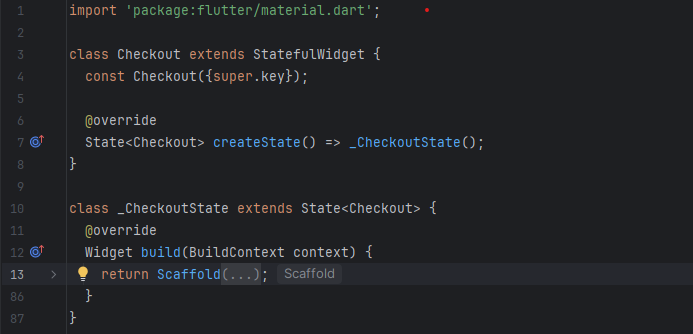 1 import 'package:flutter/material.dart';
2
3 class Checkout extends StatefulWidget {
4 const Checkout({super.key});
5
6 @override
7 State<Checkout> createState() => _CheckoutState();
8 }
9
10 class _CheckoutState extends State<Checkout> {
11 @override
12 Widget build(BuildContext context) {
13 return Scaffold(...); Scaffold
86 }
87 }